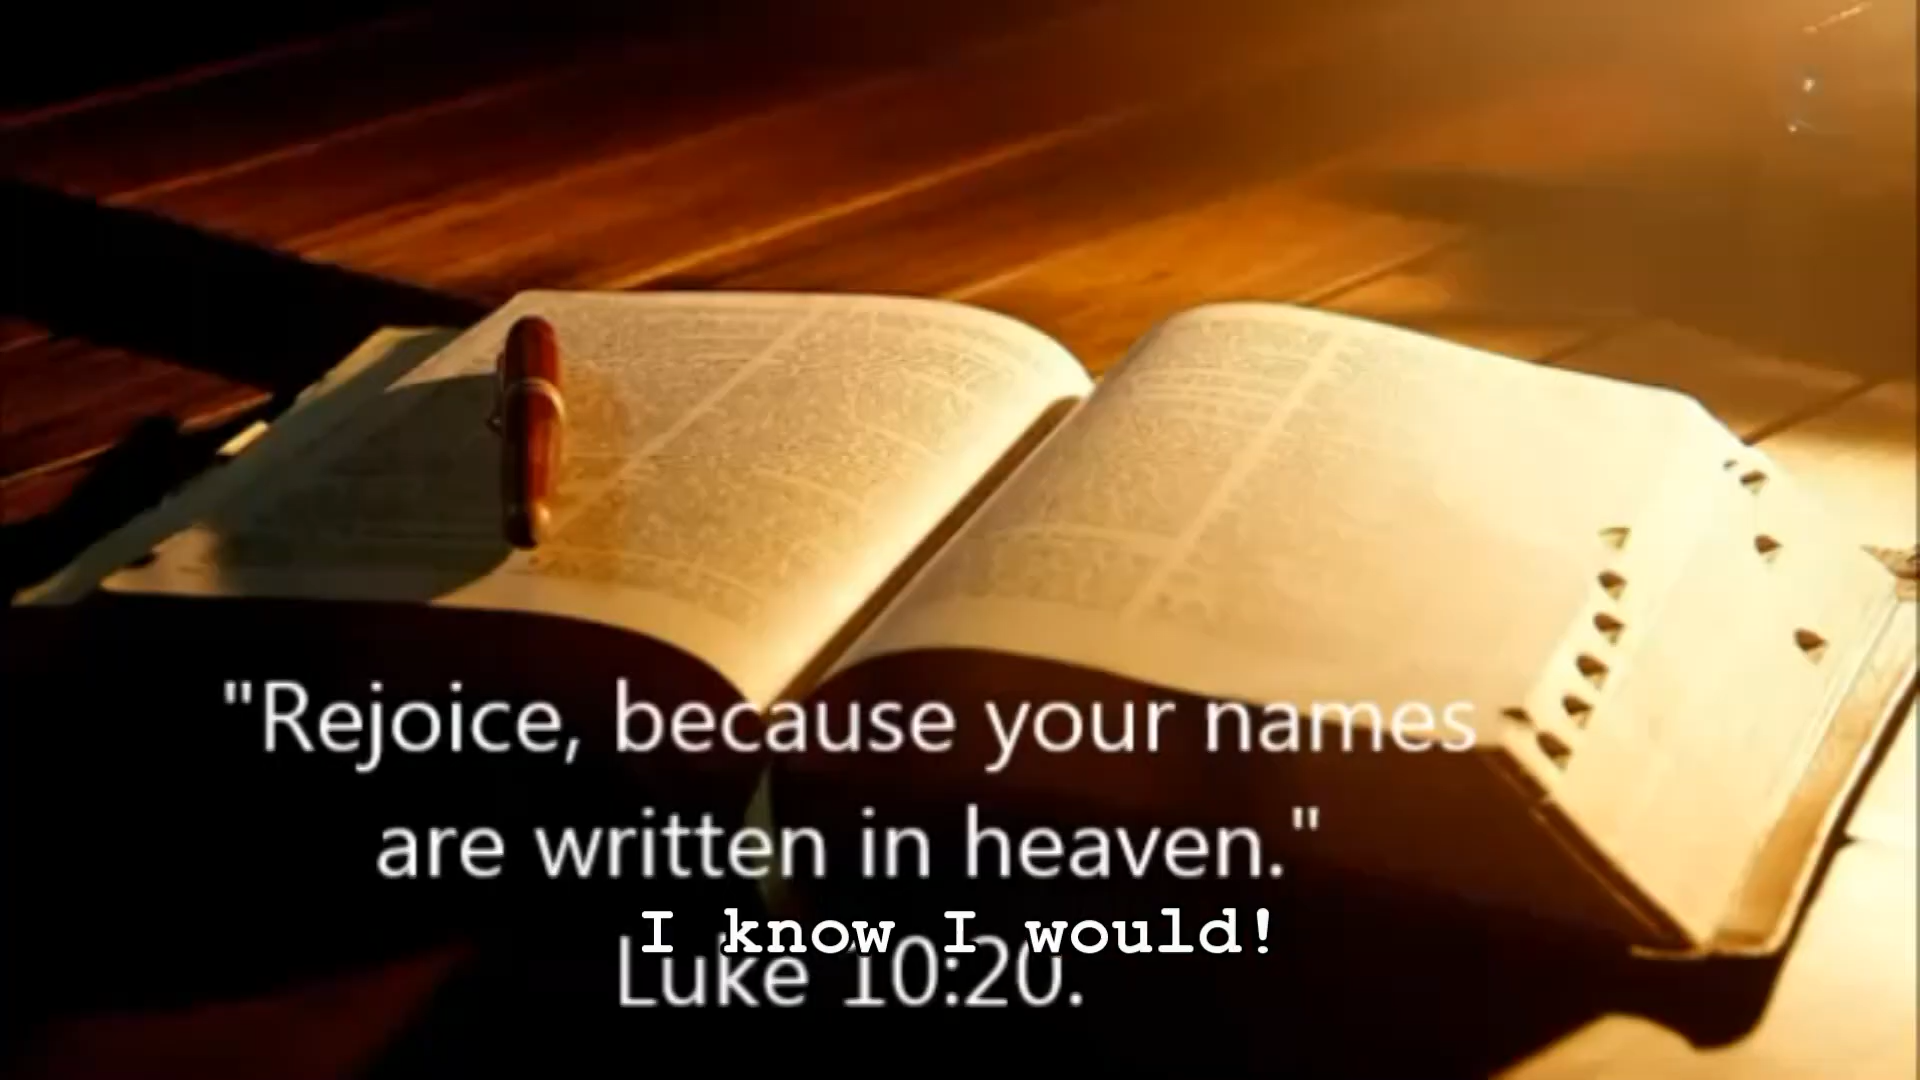 "Rejoice, because your names
are written in heaven."
I know I would!
Luke 10:20.